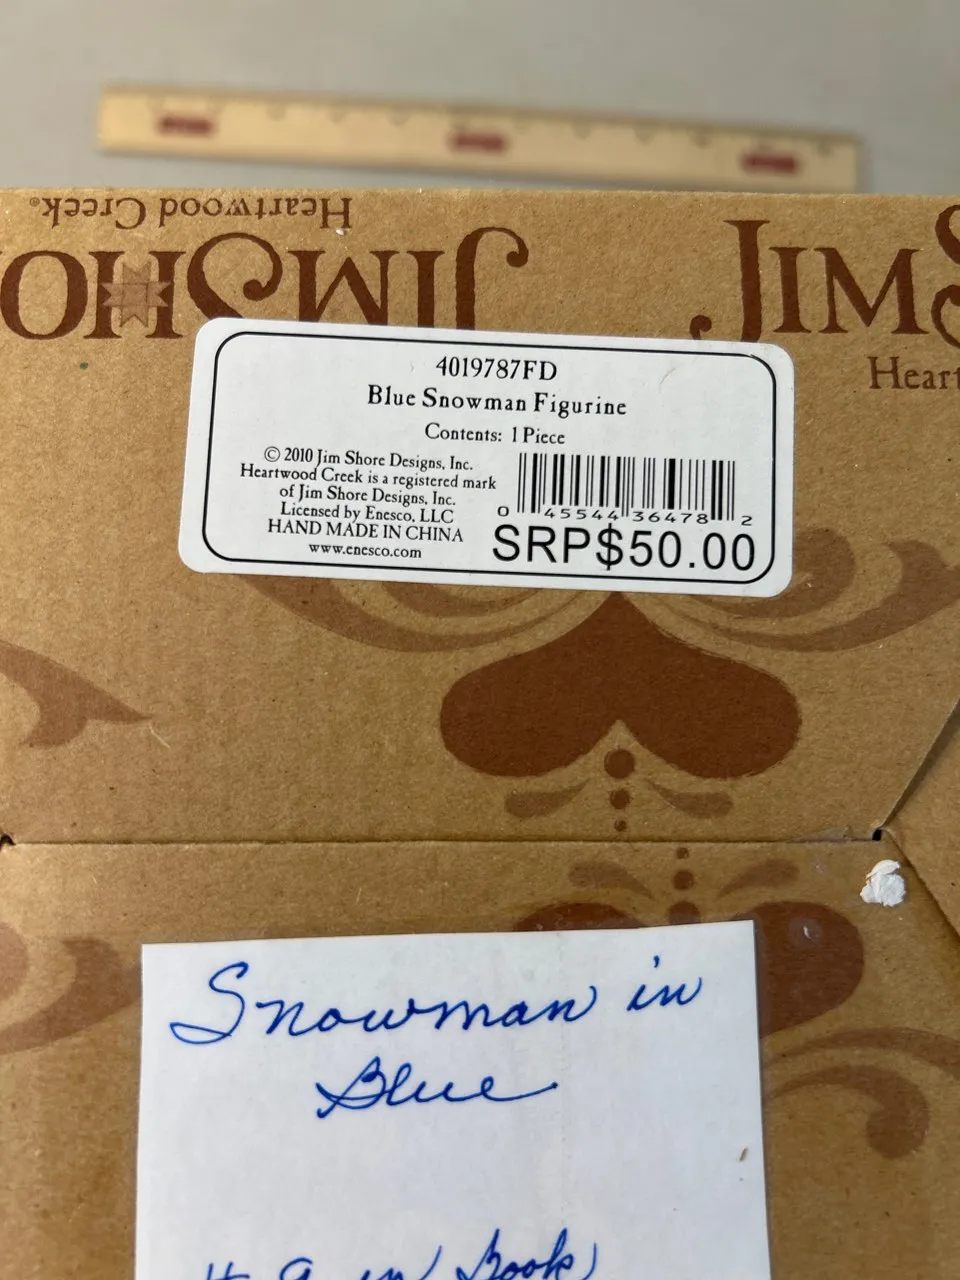 Heartwood Creek®
JIM SHO
JIM S
Heart
4019787FD
Blue Snowman Figurine
Contents: 1 Piece
© 2010 Jim Shore Designs, Inc.
Heartwood Creek is a registered mark
of Jim Shore Designs, Inc.
Licensed by Enesco, LLC
HAND MADE IN CHINA
www.enesco.com
0 45544 36478 2
SRP$50.00
Snowman in
Blue
in Book